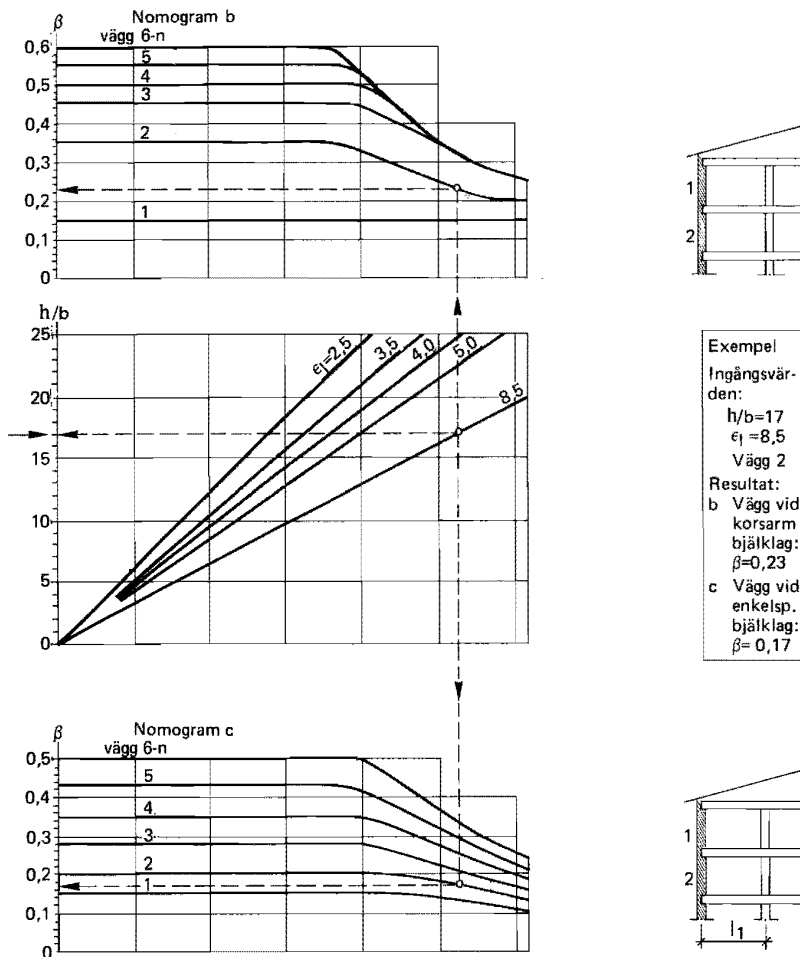 Nomogram b
β
vägg 6-n
0,6
5
0,5
4
3
0,4
2
0,3
0,2
1
0,1
0
1
2
h/b
25
20
15
10
5
0
ϵ₁=2,5
3,5
4,0
5,0
8,5
Exempel
Ingångsvär-
den:
h/b=17
ϵ₁=8,5
Vägg 2
Resultat:
b Vägg vid
korsarm
bjälklag:
β=0,23
c Vägg vid
enkelsp.
bjälklag:
β= 0,17
Nomogram c
β
vägg 6-n
0,5
5
0,4
4
0,3
3
0,2
2
1
0,1
0
1
2
l₁